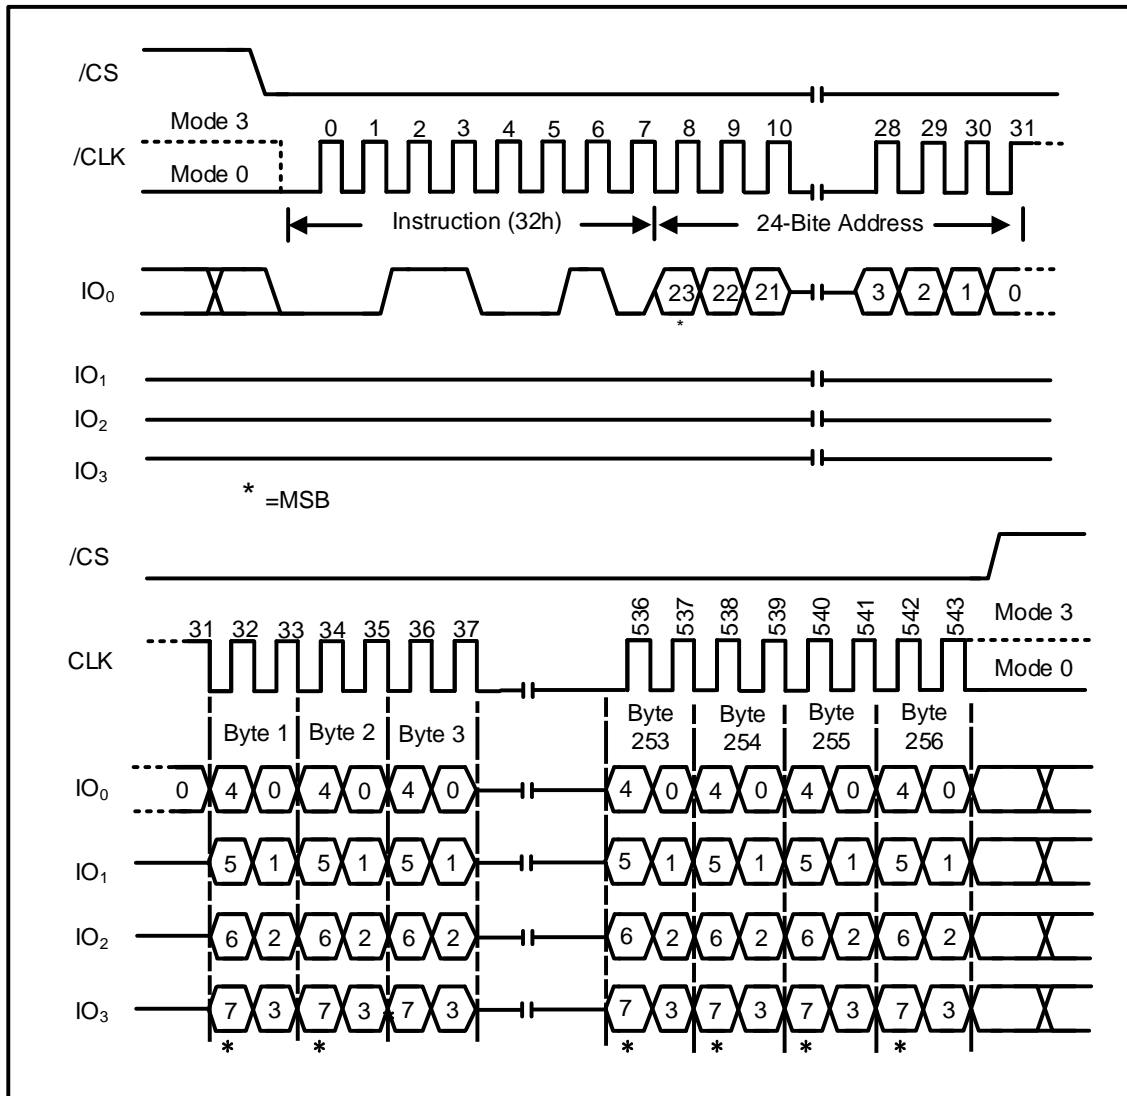 /CS
Mode 3
0 1 2 3 4 5 6 7 8 9 10 28 29 30 31
/CLK
Mode 0
Instruction (32h) 24-Bite Address
IO0 23 22 21 3 2 1 0
*
IO1
IO2
IO3
* =MSB
/CS
31 32 33 34 35 36 37 536 537 538 539 540 541 542 543 Mode 3
CLK
Mode 0
Byte 1 Byte 2 Byte 3 Byte 253 Byte 254 Byte 255 Byte 256
IO0 0 4 0 4 0 4 0 4 0 4 0 4 0 4 0
IO1 5 1 5 1 5 1 5 1 5 1 5 1 5 1
IO2 6 2 6 2 6 2 6 2 6 2 6 2 6 2
IO3 7 3 7 3 7 3 7 3 7 3 7 3 7 3
* * * * * * *